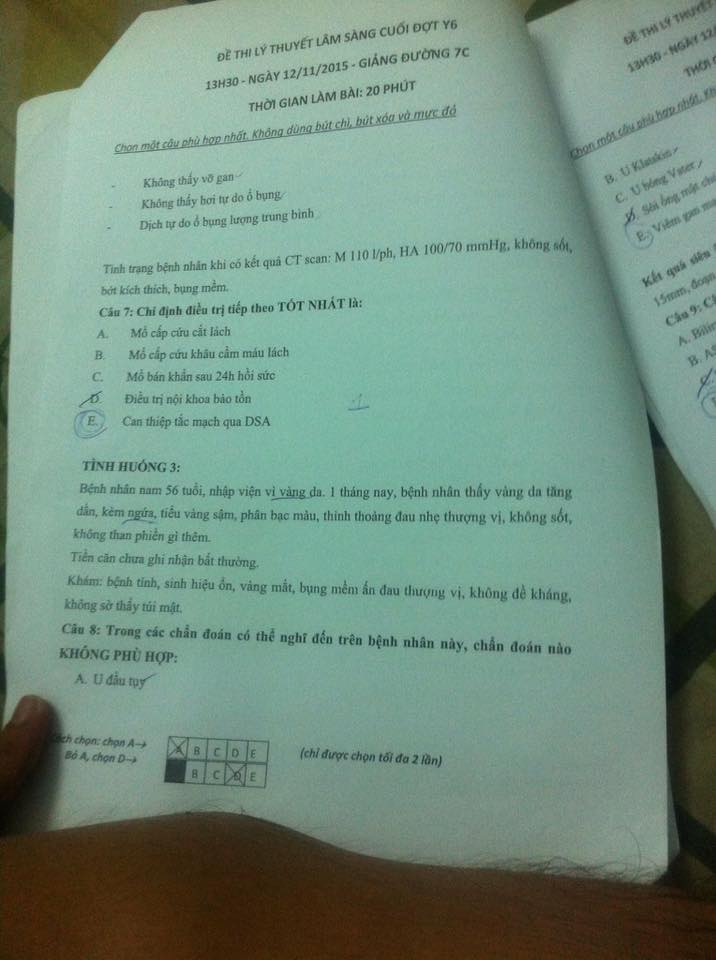 ĐỀ THI LÝ THUYẾT LÂM SÀNG CUỐI ĐỢT Y6
13H30 - NGÀY 12/11/2015 - GIẢNG ĐƯỜNG 7C
THỜI GIAN LÀM BÀI: 20 PHÚT
Chọn một câu phù hợp nhất. Không dùng bút chì, bút xóa và mực đỏ
- Không thấy vỡ gan
- Không thấy hơi tự do ổ bụng
- Dịch tự do ổ bụng lượng trung bình
Tình trạng bệnh nhân khi có kết quả CT scan: M 110 l/ph, HA 100/70 mmHg, không sốt,
bớt kích thích, bụng mềm.
Câu 7: Chỉ định điều trị tiếp theo TỐT NHẤT là:
A. Mổ cấp cứu cắt lách
B. Mổ cấp cứu khâu cầm máu lách
C. Mổ bán khẩn sau 24h hồi sức
D. Điều trị nội khoa bảo tồn
E. Can thiệp tắc mạch qua DSA
TÌNH HUỐNG 3:
Bệnh nhân nam 56 tuổi, nhập viện vì vàng da. 1 tháng nay, bệnh nhân thấy vàng da tăng
dần, kèm ngứa, tiểu vàng sậm, phân bạc màu, thỉnh thoảng đau nhẹ thượng vị, không sốt,
không than phiền gì thêm.
Tiền căn chưa ghi nhận bất thường.
Khám: bệnh tỉnh, sinh hiệu ổn, vàng mắt, bụng mềm ấn đau thượng vị, không đề kháng,
không sờ thấy túi mật.
Câu 8: Trong các chẩn đoán có thể nghĩ đến trên bệnh nhân này, chẩn đoán nào
KHÔNG PHÙ HỢP:
A. U đầu tụy
Cách chọn: chọn A→ A B C D E
Bỏ A, chọn D→ B C D E
(chỉ được chọn tối đa 2 lần)
ĐỀ THI LÝ THUYẾT
13H30 - NGÀY 12
Chọn một câu phù hợp nhất.
B. U Klatskin
C. U bóng Vater
D. Sỏi ống mật
E. Viêm gan
Kết quả siêu
15mm, đoạn
Câu 9:
A. Bili
B.